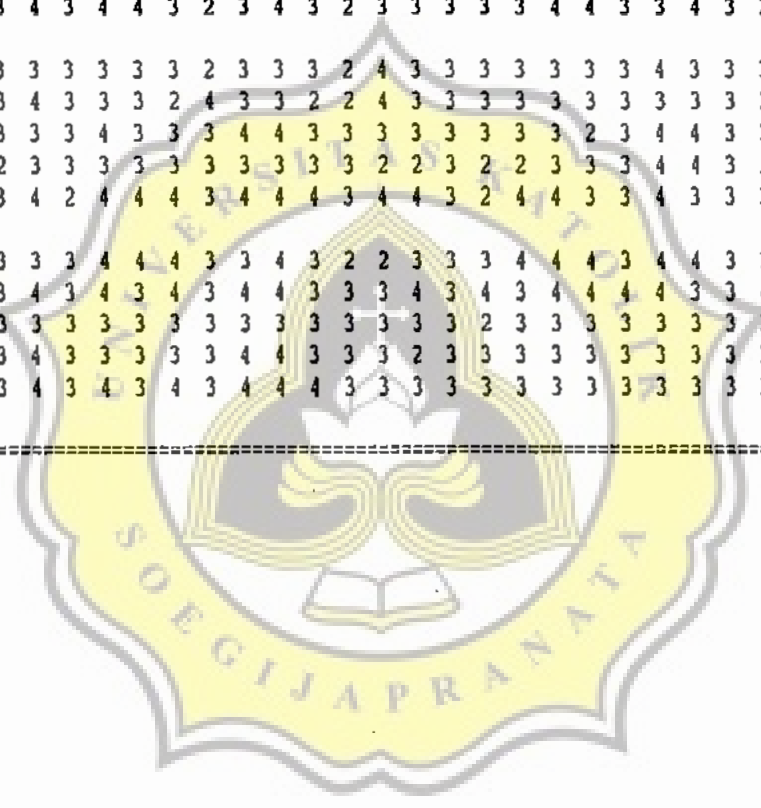 3 4 3 4 4 3 2 3 4 3 2 3 3 3 3 3 4 4 3 3 4 3
3 3 3 3 3 3 2 3 3 3 2 4 3 3 3 3 3 3 3 4 3 3
3 4 3 3 3 2 4 3 3 2 2 4 3 3 3 3 3 3 3 3 3 3
3 3 3 4 3 3 3 4 4 3 3 3 3 3 3 3 3 2 3 4 4 3
2 3 3 3 3 3 3 3 3 3 3 2 2 3 2 2 3 3 3 4 4 3
3 4 2 4 4 4 3 4 4 4 3 4 4 3 2 4 4 3 3 4 3 3
3 3 3 4 4 4 3 3 4 3 2 2 3 3 3 4 4 4 3 4 4 3
3 4 3 4 3 4 3 4 4 3 3 3 4 3 4 3 4 4 4 4 3 3
3 3 3 3 3 3 3 3 3 3 3 3 3 3 2 3 3 3 3 3 3 3
3 4 3 3 3 3 3 4 4 3 3 3 2 3 3 3 3 3 3 3 3 3
3 4 3 4 3 4 3 4 4 4 3 3 3 3 3 3 3 3 3 3 3 3
UNIVERSITAS KATOLIK
SOEGIJAPRANATA